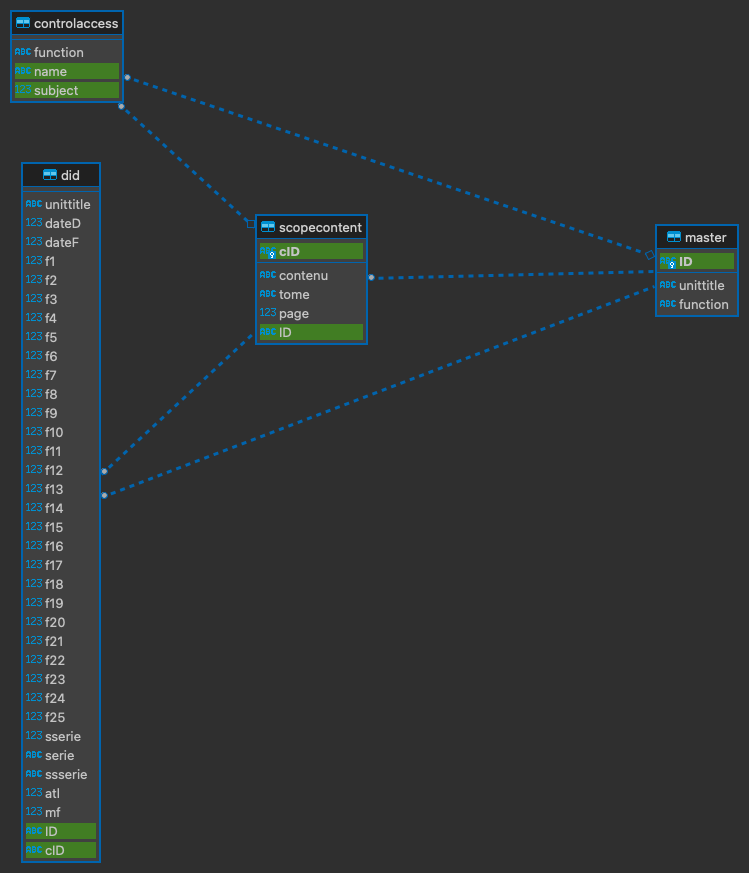 controlaccess
ABC function
ABC name
123 subject
did
ABC unittitle
123 dateD
123 dateF
123 f1
123 f2
123 f3
123 f4
123 f5
123 f6
123 f7
123 f8
123 f9
123 f10
123 f11
123 f12
123 f13
123 f14
123 f15
123 f16
123 f17
123 f18
123 f19
123 f20
123 f21
123 f22
123 f23
123 f24
123 f25
123 sserie
ABC serie
ABC ssserie
123 atl
123 mf
ABC ID
ABC cID
scopecontent
ABC cID
ABC contenu
ABC tome
123 page
ABC ID
master
ABC ID
ABC unittitle
ABC function